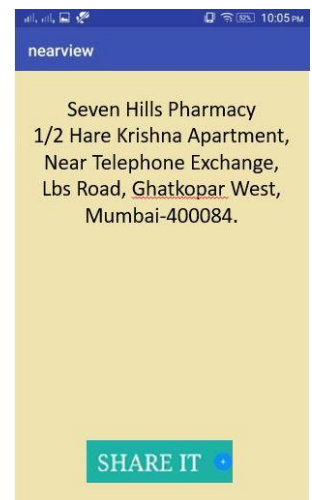 10:05 PM
nearview
Seven Hills Pharmacy
1/2 Hare Krishna Apartment,
Near Telephone Exchange,
Lbs Road, Ghatkopar West,
Mumbai-400084.
SHARE IT